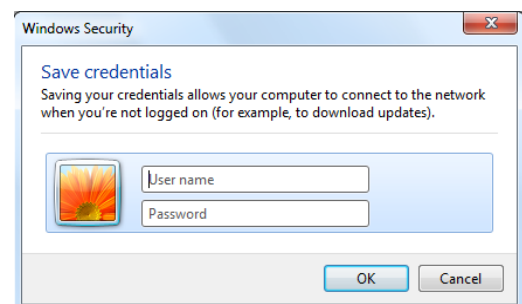 Windows Security
Save credentials
Saving your credentials allows your computer to connect to the network
when you're not logged on (for example, to download updates).
User name
Password
OK
Cancel